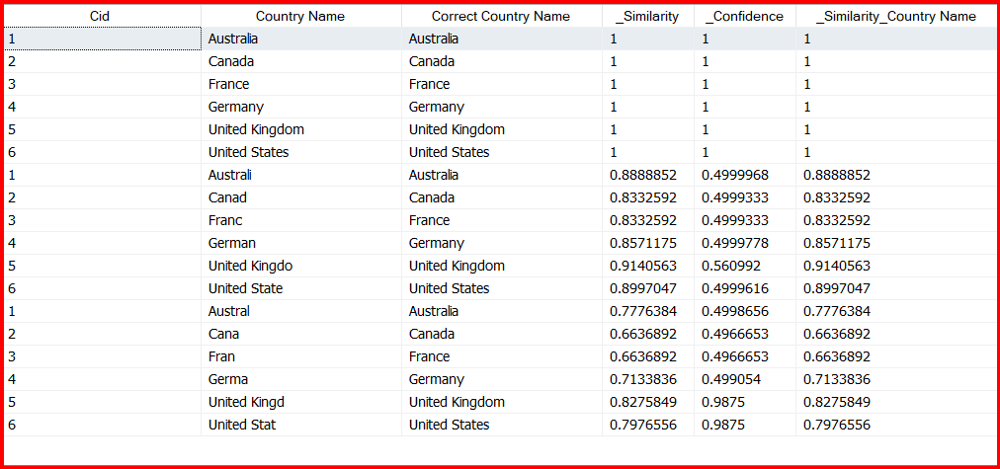 Cid Country Name Correct Country Name _Similarity _Confidence _Similarity_Country Name
1 Australia Australia 1 1 1
2 Canada Canada 1 1 1
3 France France 1 1 1
4 Germany Germany 1 1 1
5 United Kingdom United Kingdom 1 1 1
6 United States United States 1 1 1
1 Australi Australia 0.8888852 0.4999968 0.8888852
2 Canad Canada 0.8332592 0.4999333 0.8332592
3 Franc France 0.8332592 0.4999333 0.8332592
4 German Germany 0.8571175 0.4999778 0.8571175
5 United Kingdo United Kingdom 0.9140563 0.560992 0.9140563
6 United State United States 0.8997047 0.4999616 0.8997047
1 Austral Australia 0.7776384 0.4998656 0.7776384
2 Cana Canada 0.6636892 0.4966653 0.6636892
3 Fran France 0.6636892 0.4966653 0.6636892
4 Germa Germany 0.7133836 0.499054 0.7133836
5 United Kingd United Kingdom 0.8275849 0.9875 0.8275849
6 United Stat United States 0.7976556 0.9875 0.7976556